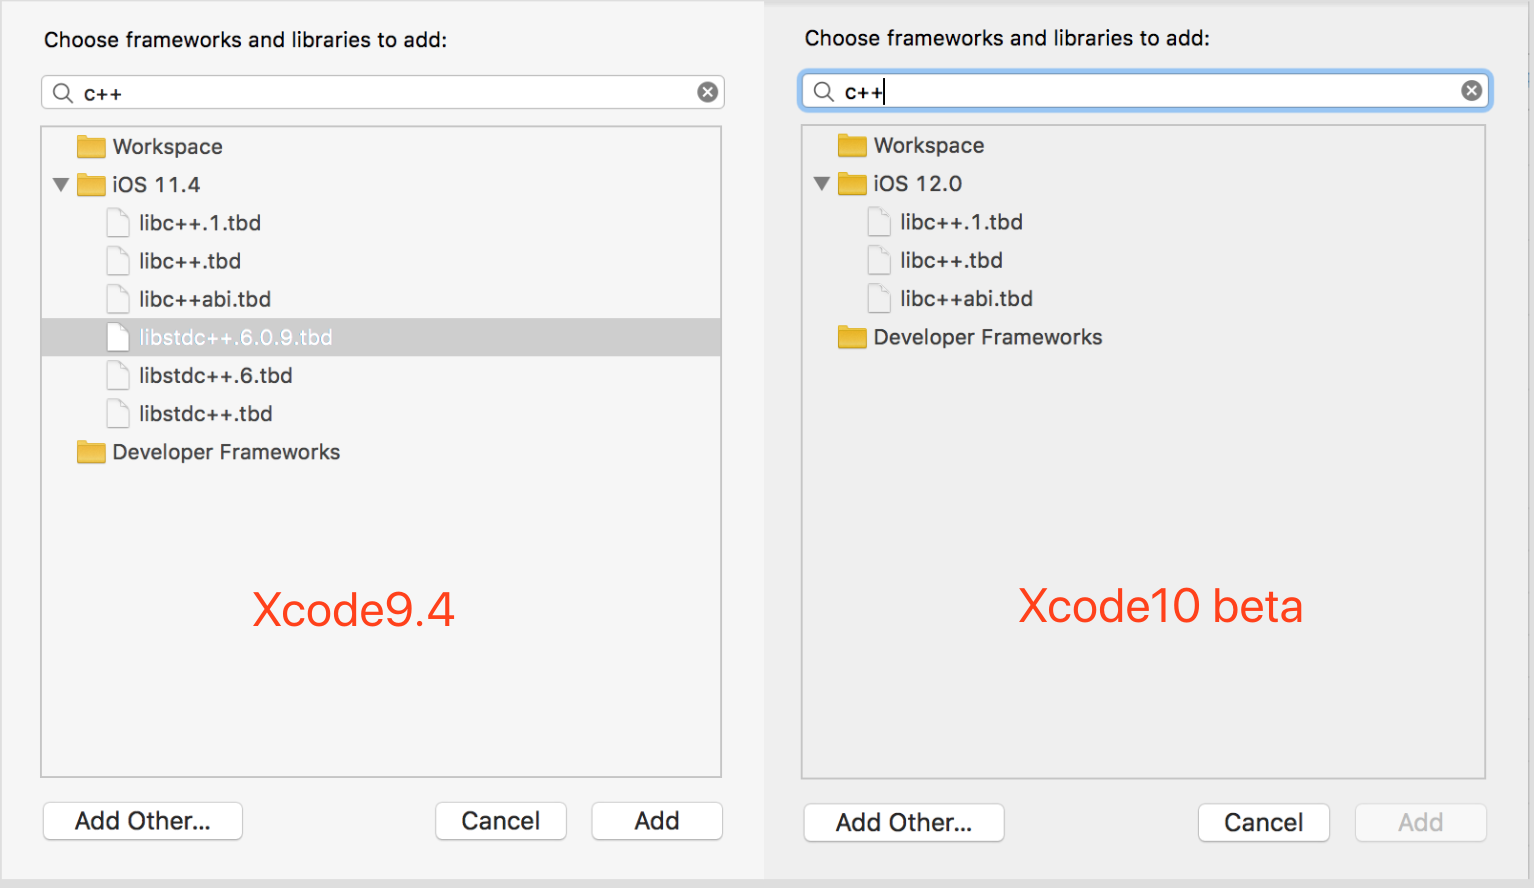 Choose frameworks and libraries to add:
c++
Workspace
iOS 11.4
libc++.1.tbd
libc++.tbd
libc++abi.tbd
libstdc++.6.0.9.tbd
libstdc++.6.tbd
libstdc++.tbd
Developer Frameworks
Xcode9.4
Add Other...
Cancel
Add
Choose frameworks and libraries to add:
c++
Workspace
iOS 12.0
libc++.1.tbd
libc++.tbd
libc++abi.tbd
Developer Frameworks
Xcode10 beta
Add Other...
Cancel
Add